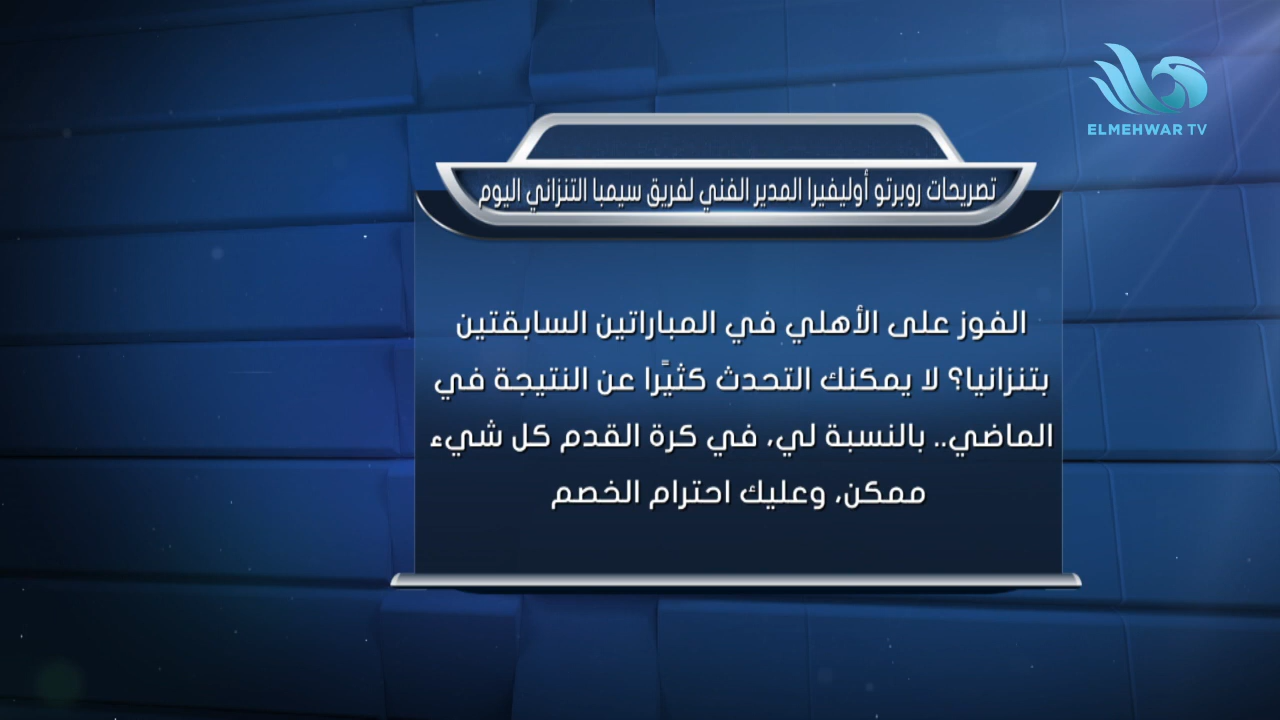 ELMEHWAR TV
تصريحات روبرتو أوليفيرا المدير الفني لفريق سيمبا التنزاني اليوم
الفوز على الأهلي في المباراتين السابقتين
بتنزانيا؟ لا يمكنك التحدث كثيًرا عن النتيجة في
الماضي.. بالنسبة لي، في كرة القدم كل شيء
ممكن، وعليك احترام الخصم